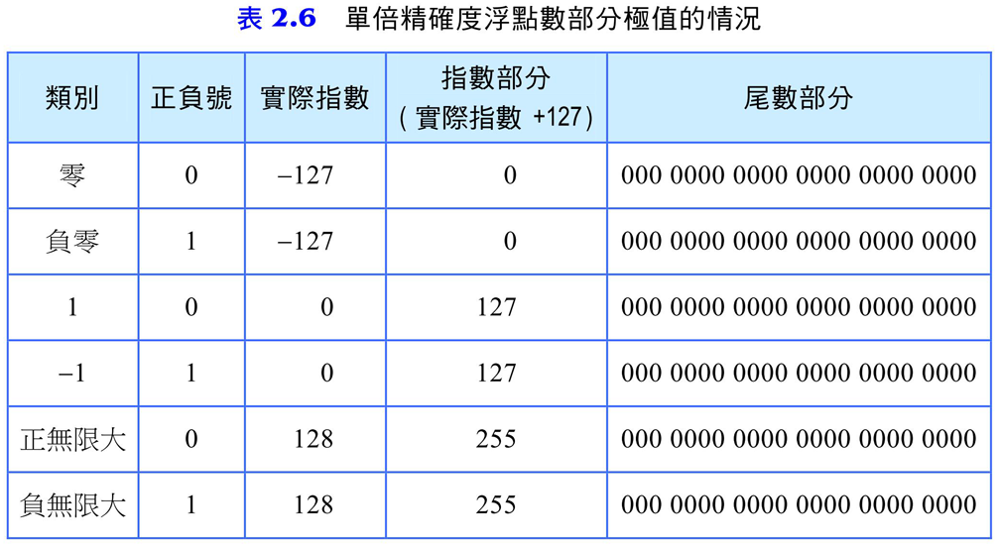 表 2.6 單倍精確度浮點數部分極值的情況
類別 正負號 實際指數 指數部分 尾數部分
(實際指數 +127)
零 0 −127 0 000 0000 0000 0000 0000 0000
負零 1 −127 0 000 0000 0000 0000 0000 0000
1 0 0 127 000 0000 0000 0000 0000 0000
−1 1 0 127 000 0000 0000 0000 0000 0000
正無限大 0 128 255 000 0000 0000 0000 0000 0000
負無限大 1 128 255 000 0000 0000 0000 0000 0000